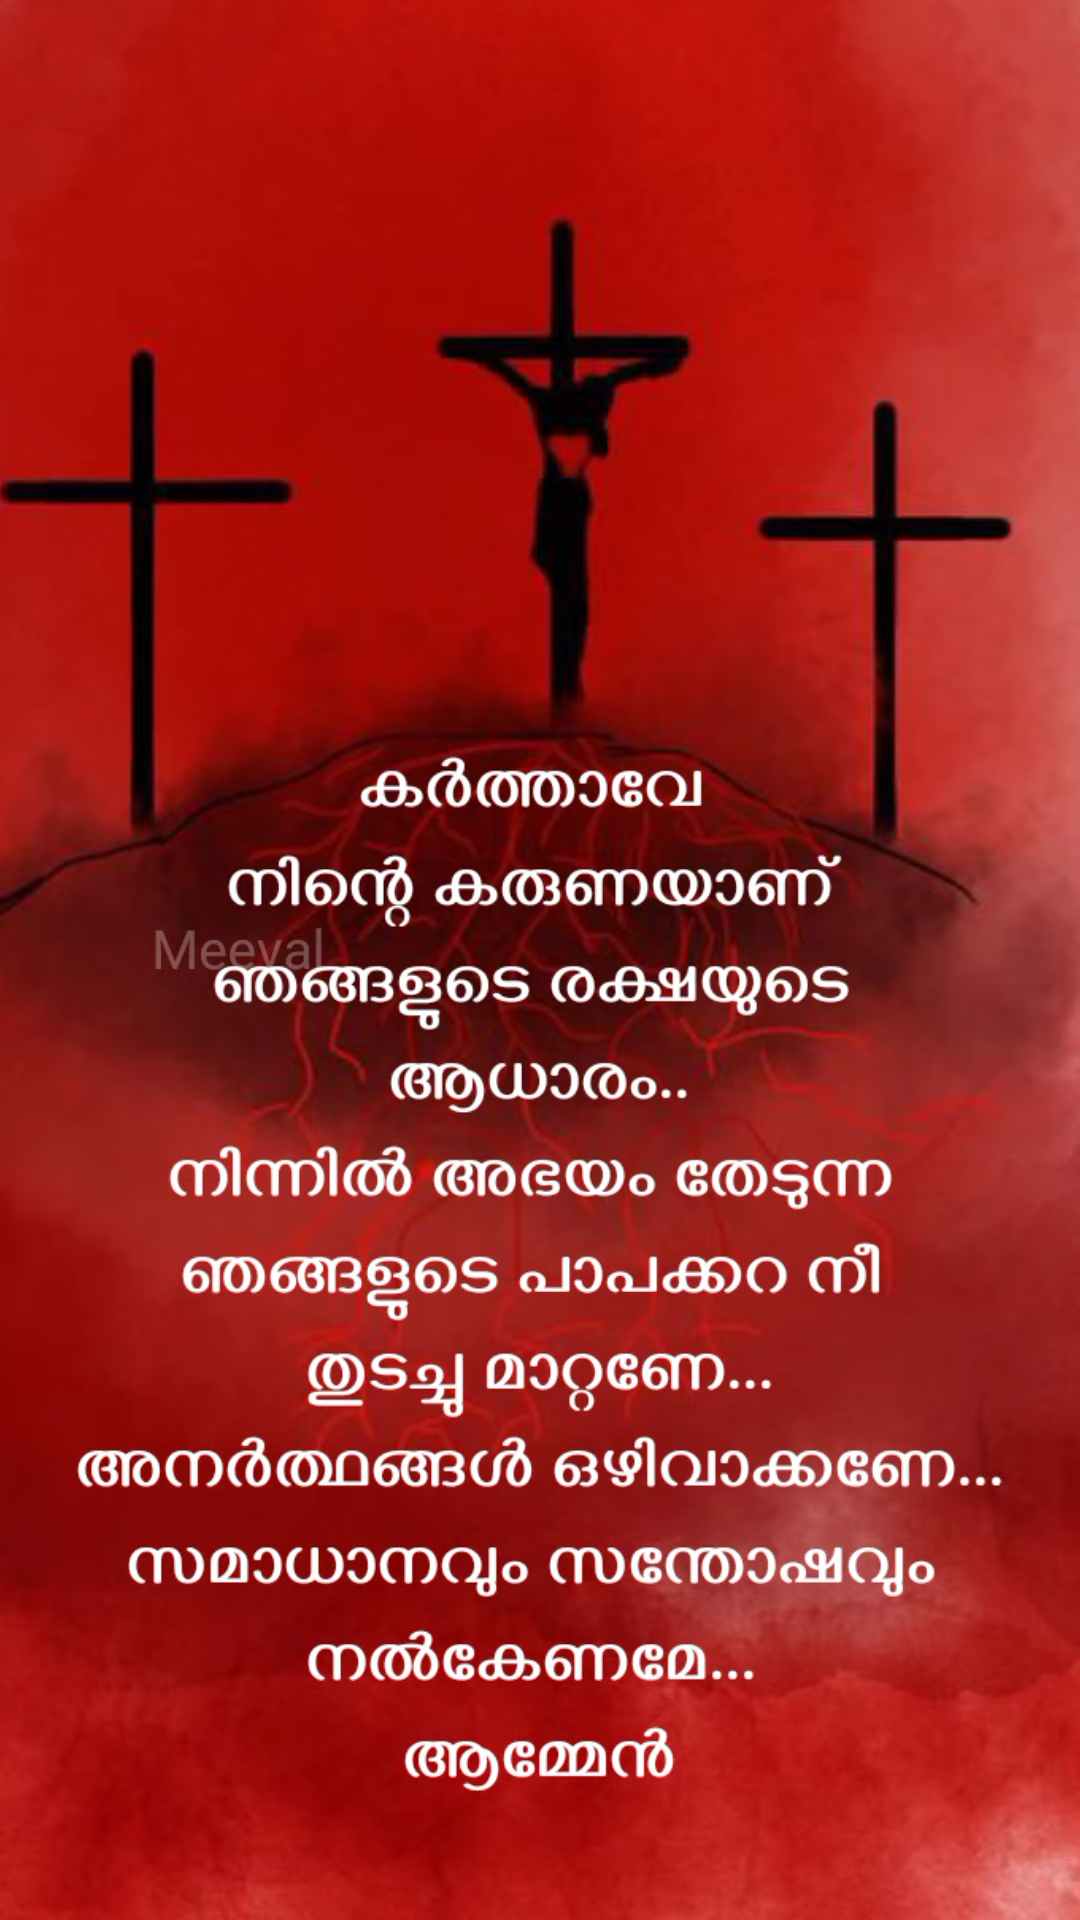 കർത്താവേ
നിന്റെ കരുണയാണ്
Meeval
ഞങ്ങളുടെ രക്ഷയുടെ
ആധാരം..
നിന്നിൽ അഭയം തേടുന്ന
ഞങ്ങളുടെ പാപക്കറ നീ
തുടച്ചു മാറ്റണേ...
അനർത്ഥങ്ങൾ ഒഴിവാക്കണേ...
സമാധാനവും സന്തോഷവും
നൽകേണമേ...
ആമ്മേൻ